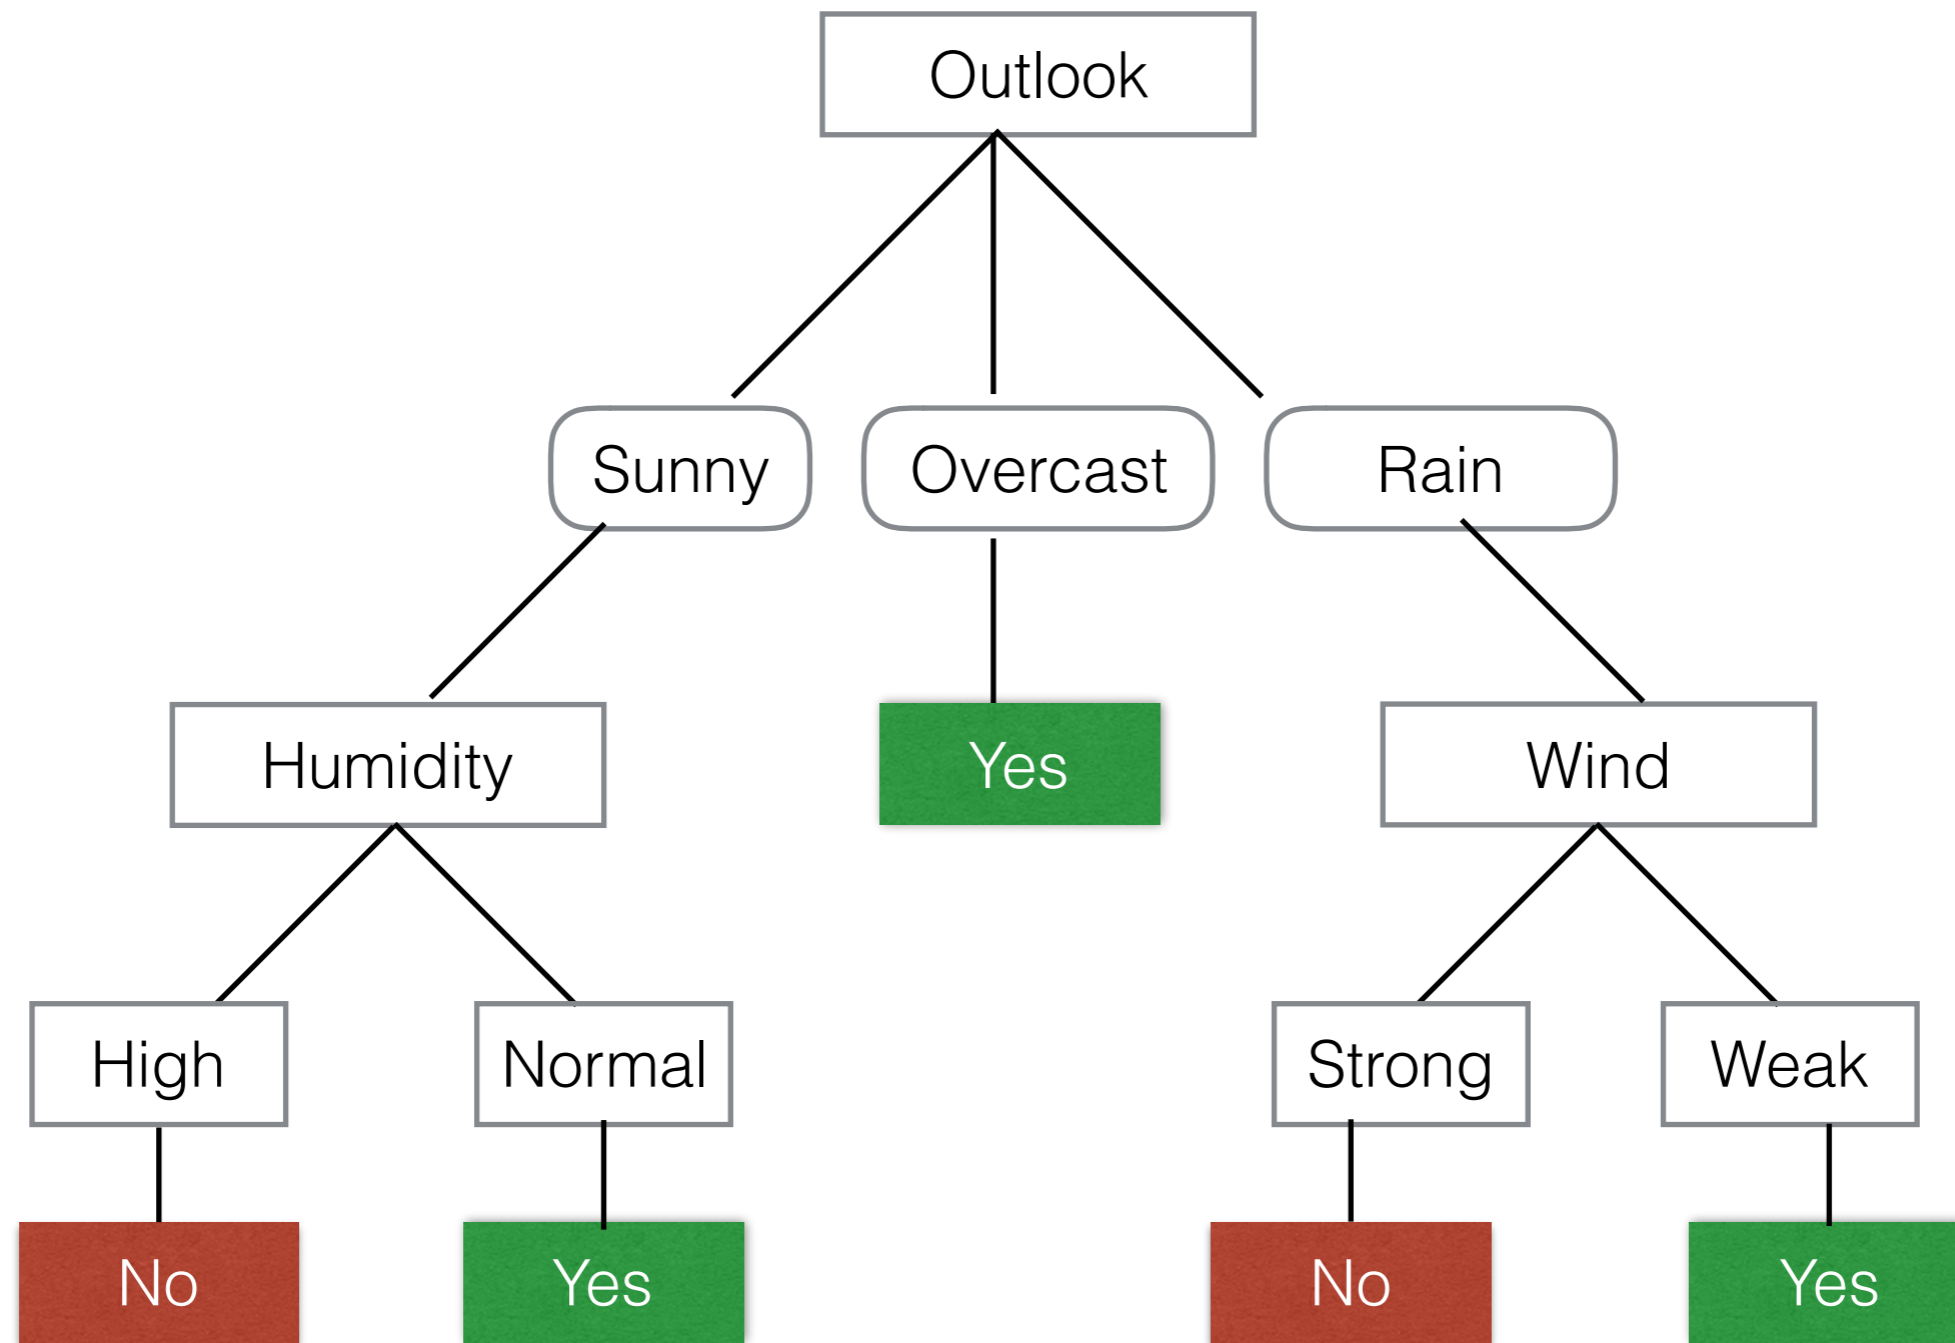 Outlook
Sunny
Overcast
Rain
Humidity
Yes
Wind
High
Normal
Strong
Weak
No
Yes
No
Yes